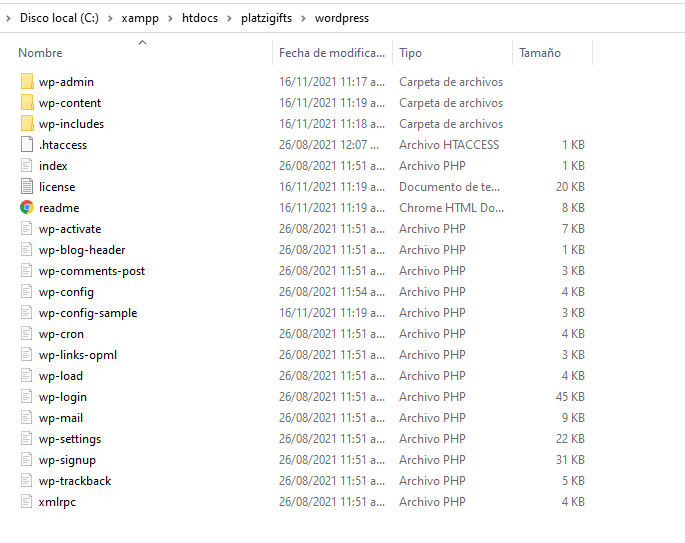 Disco local (C:) > xampp > htdocs > platzigifts > wordpress
Nombre Fecha de modifica... Tipo Tamaño
wp-admin 16/11/2021 11:17 a... Carpeta de archivos
wp-content 16/11/2021 11:19 a... Carpeta de archivos
wp-includes 16/11/2021 11:18 a... Carpeta de archivos
.htaccess 26/08/2021 12:07 ... Archivo HTACCESS 1 KB
index 26/08/2021 11:51 a... Archivo PHP 1 KB
license 16/11/2021 11:19 a... Documento de te... 20 KB
readme 16/11/2021 11:19 a... Chrome HTML Do... 8 KB
wp-activate 26/08/2021 11:51 a... Archivo PHP 7 KB
wp-blog-header 26/08/2021 11:51 a... Archivo PHP 1 KB
wp-comments-post 26/08/2021 11:51 a... Archivo PHP 3 KB
wp-config 26/08/2021 11:54 a... Archivo PHP 4 KB
wp-config-sample 16/11/2021 11:19 a... Archivo PHP 3 KB
wp-cron 26/08/2021 11:51 a... Archivo PHP 4 KB
wp-links-opml 26/08/2021 11:51 a... Archivo PHP 3 KB
wp-load 26/08/2021 11:51 a... Archivo PHP 4 KB
wp-login 26/08/2021 11:51 a... Archivo PHP 45 KB
wp-mail 26/08/2021 11:51 a... Archivo PHP 9 KB
wp-settings 26/08/2021 11:51 a... Archivo PHP 22 KB
wp-signup 26/08/2021 11:51 a... Archivo PHP 31 KB
wp-trackback 26/08/2021 11:51 a... Archivo PHP 5 KB
xmlrpc 26/08/2021 11:51 a... Archivo PHP 4 KB